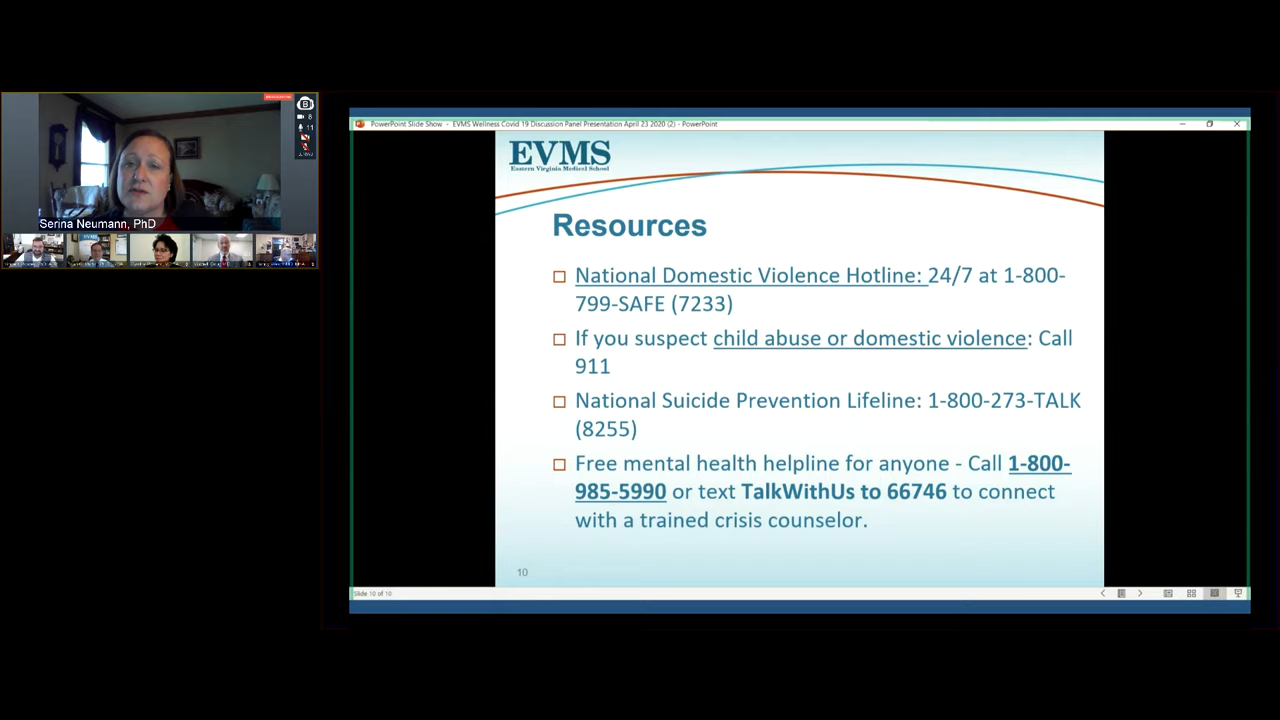 B
8
11
Serina Neumann, PhD
PowerPoint Slide Show - EVMS Wellness Covid 19 Discussion Panel Presentation April 23 2020 (2) - PowerPoint
EVMS
Eastern Virginia Medical School
Resources
National Domestic Violence Hotline: 24/7 at 1-800-
799-SAFE (7233)
If you suspect child abuse or domestic violence: Call
911
National Suicide Prevention Lifeline: 1-800-273-TALK
(8255)
Free mental health helpline for anyone - Call 1-800-
985-5990 or text TalkWithUs to 66746 to connect
with a trained crisis counselor.
10
Slide 10 of 10